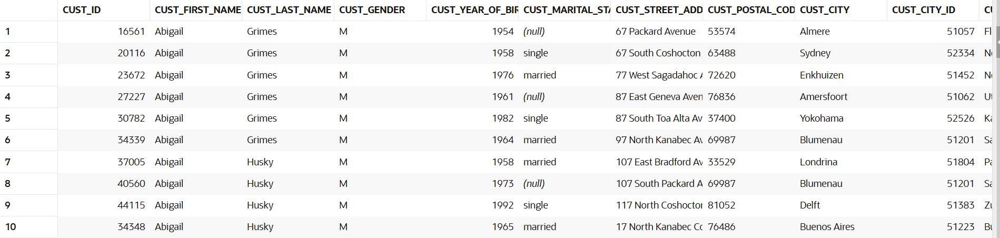 CUST_ID CUST_FIRST_NAME CUST_LAST_NAME CUST_GENDER CUST_YEAR_OF_BIR CUST_MARITAL_STA CUST_STREET_ADD CUST_POSTAL_COD CUST_CITY CUST_CITY_ID
1 16561 Abigail Grimes M 1954 (null) 67 Packard Avenue 53574 Almere 51057 Fl
2 20116 Abigail Grimes M 1958 single 67 South Coshocton 63488 Sydney 52334
3 23672 Abigail Grimes M 1976 married 77 West Sagadahoc 72620 Enkhuizen 51452
4 27227 Abigail Grimes M 1961 (null) 87 East Geneva Aven 76836 Amersfoort 51062
5 30782 Abigail Grimes M 1982 single 87 South Toa Alta Av 37400 Yokohama 52526
6 34339 Abigail Grimes M 1964 married 97 North Kanabec Av 69987 Blumenau 51201
7 37005 Abigail Husky M 1958 married 107 East Bradford Av 33529 Londrina 51804
8 40560 Abigail Husky M 1973 (null) 107 South Packard A 69987 Blumenau 51201
9 44115 Abigail Husky M 1992 single 117 North Coshocton 81052 Delft 51383
10 34348 Abigail Husky M 1965 married 17 North Kanabec 76486 Buenos Aires 51223